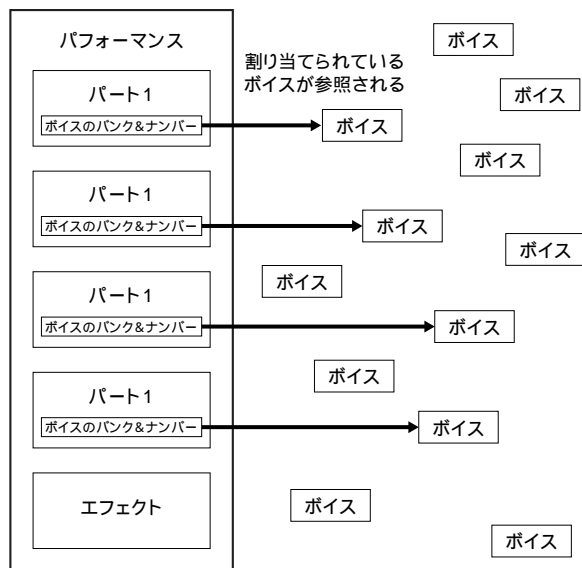 パフォーマンス
割り当てられている
ボイスが参照される
パート1
ボイスのバンク&ナンバー
ボイス
パート1
ボイスのバンク&ナンバー
ボイス
パート1
ボイスのバンク&ナンバー
ボイス
パート1
ボイスのバンク&ナンバー
ボイス
エフェクト
ボイス
ボイス
ボイス
ボイス
ボイス
ボイス
ボイス
ボイス